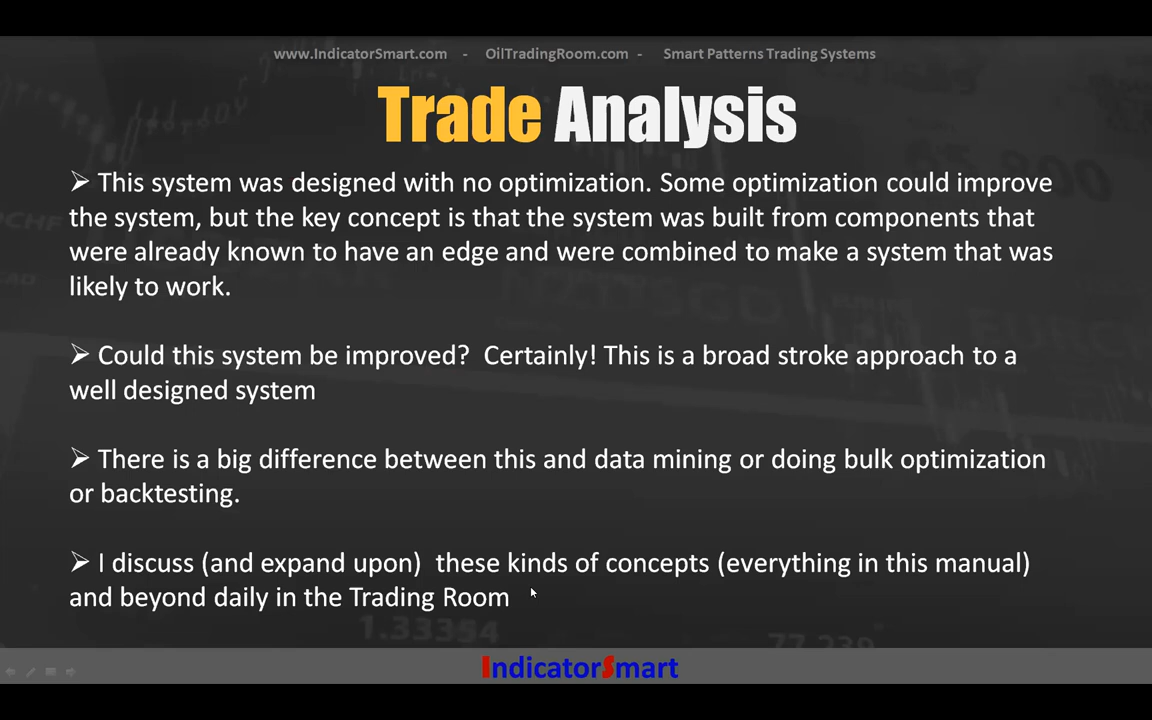 www.IndicatorSmart.com - OilTradingRoom.com - Smart Patterns Trading Systems
Trade Analysis
➢ This system was designed with no optimization. Some optimization could improve
the system, but the key concept is that the system was built from components that
were already known to have an edge and were combined to make a system that was
likely to work.
➢ Could this system be improved?  Certainly! This is a broad stroke approach to a
well designed system
➢ There is a big difference between this and data mining or doing bulk optimization
or backtesting.
➢ I discuss (and expand upon)  these kinds of concepts (everything in this manual)
and beyond daily in the Trading Room
1.33354
77.239
IndicatorSmart